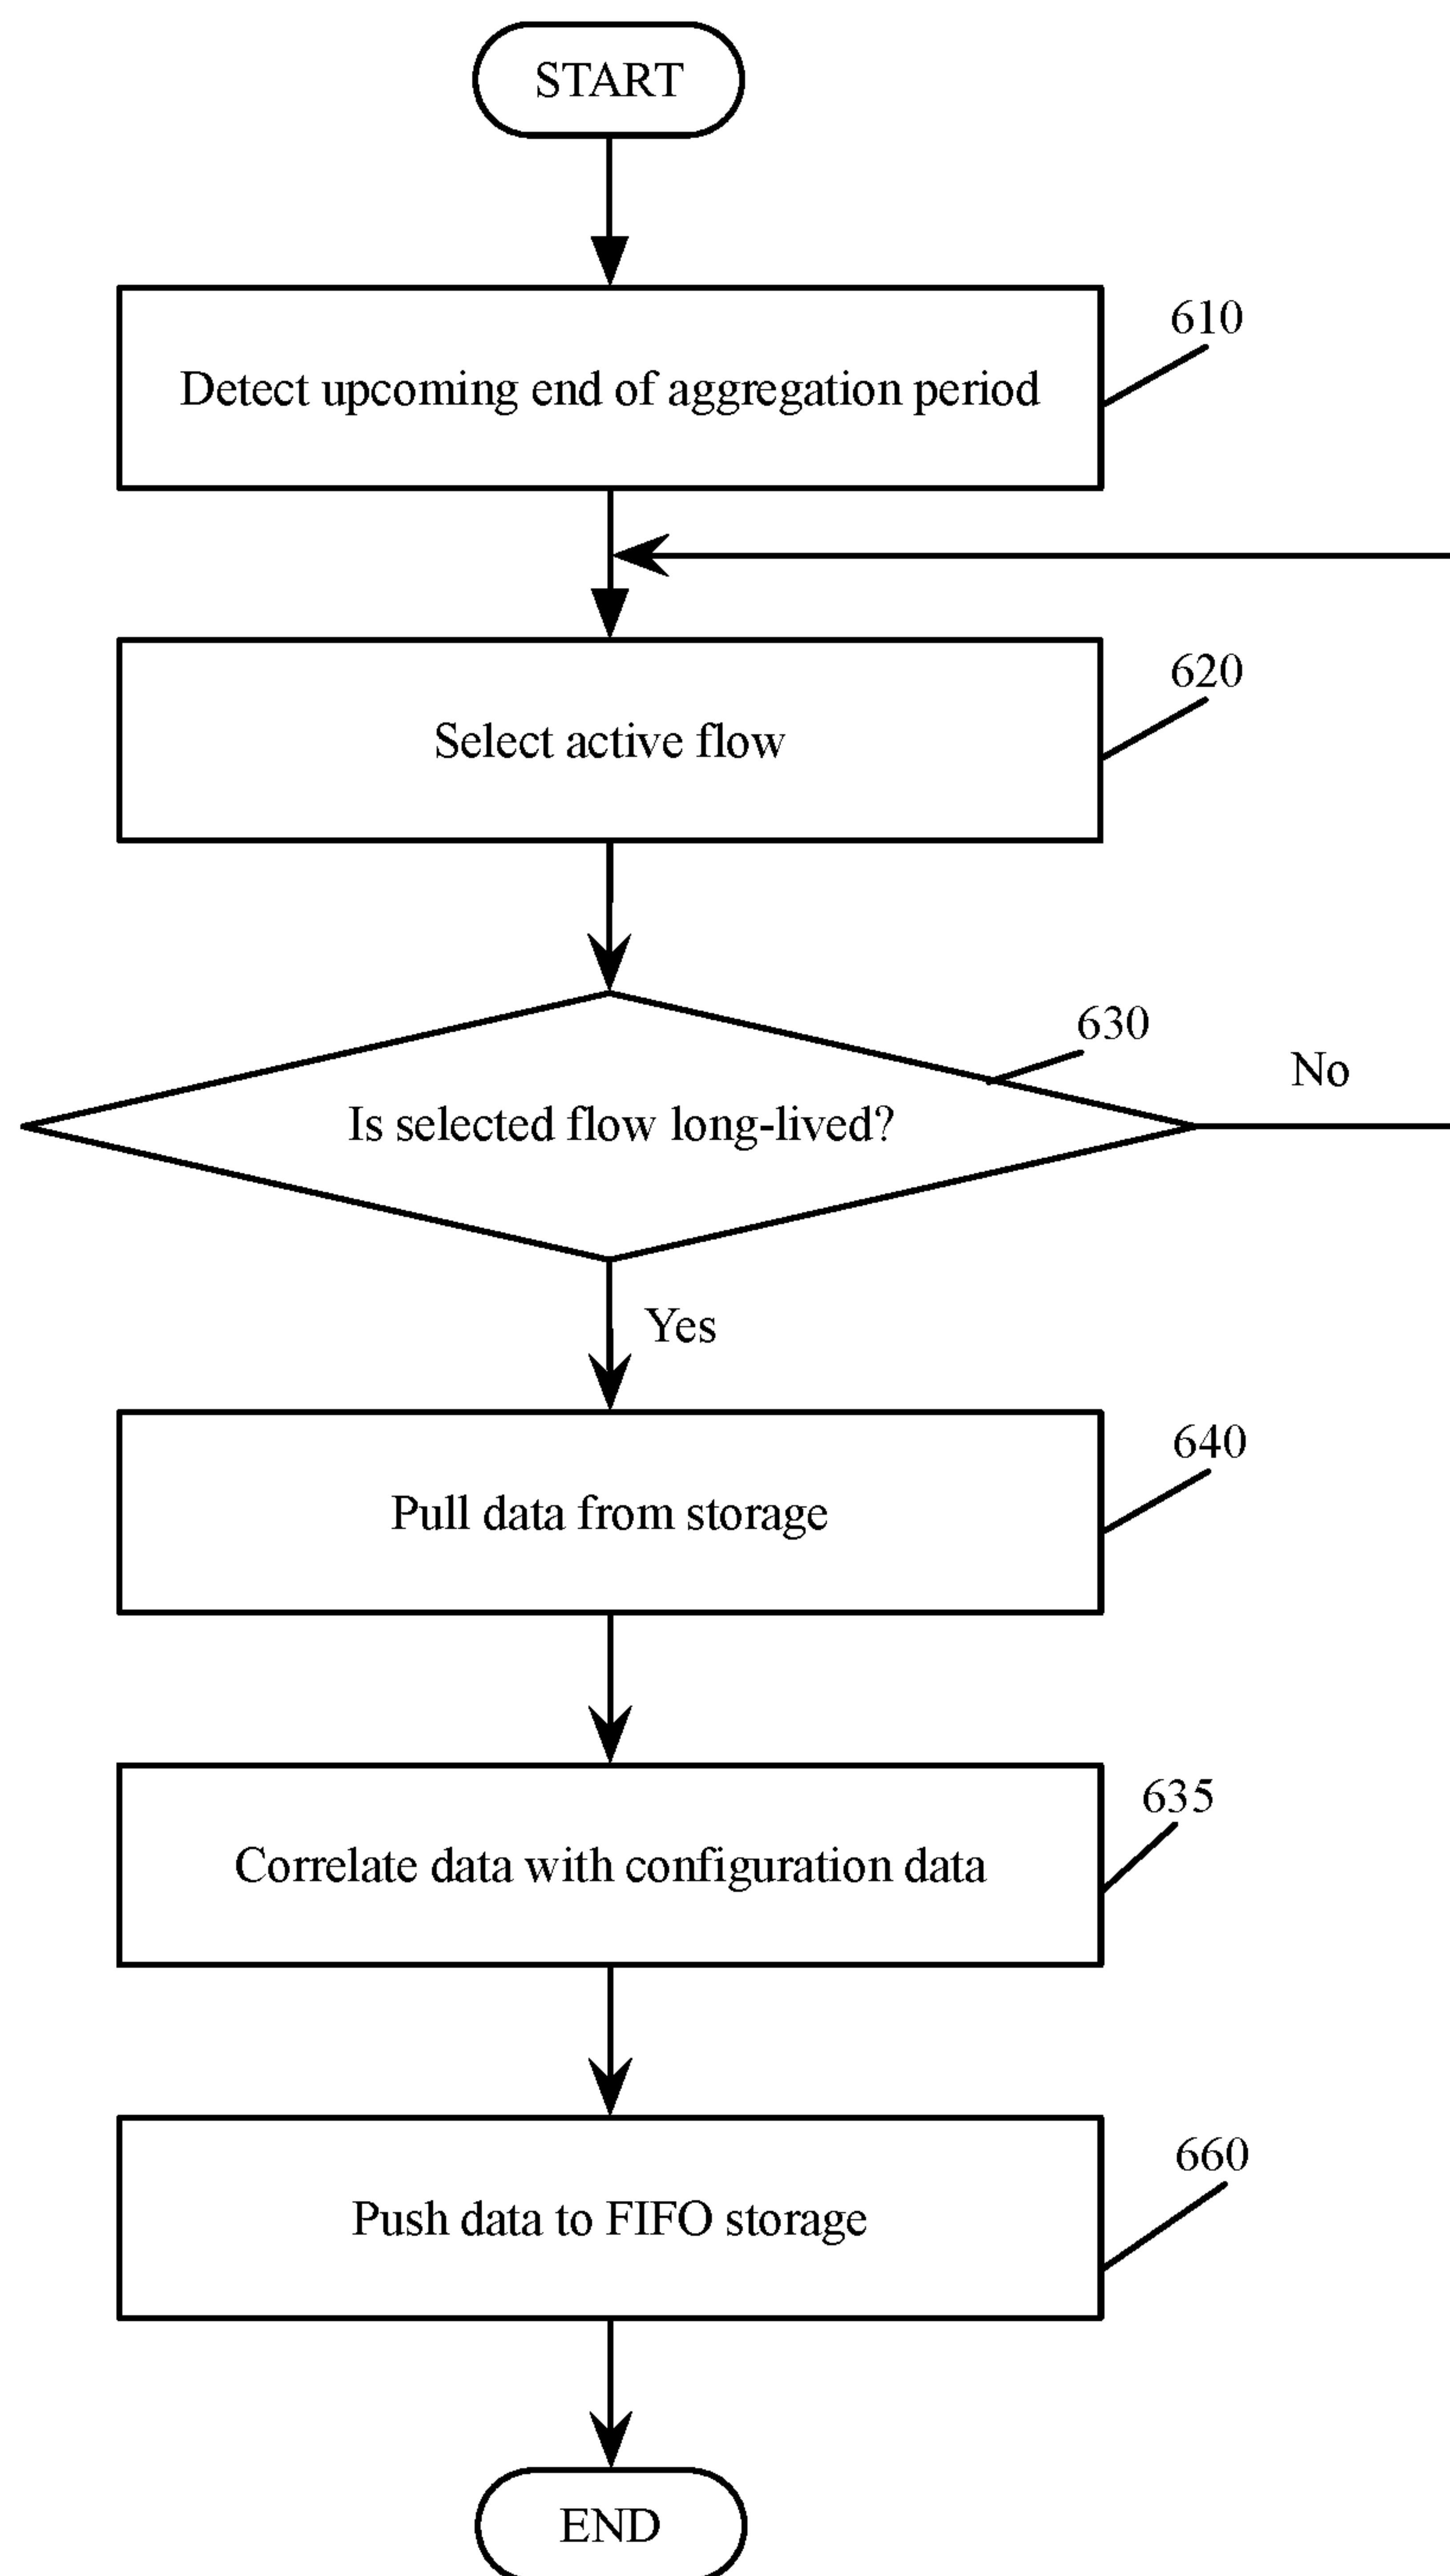 START
610
Detect upcoming end of aggregation period
620
Select active flow
630
No
Is selected flow long-lived?
Yes
640
Pull data from storage
635
Correlate data with configuration data
660
Push data to FIFO storage
END